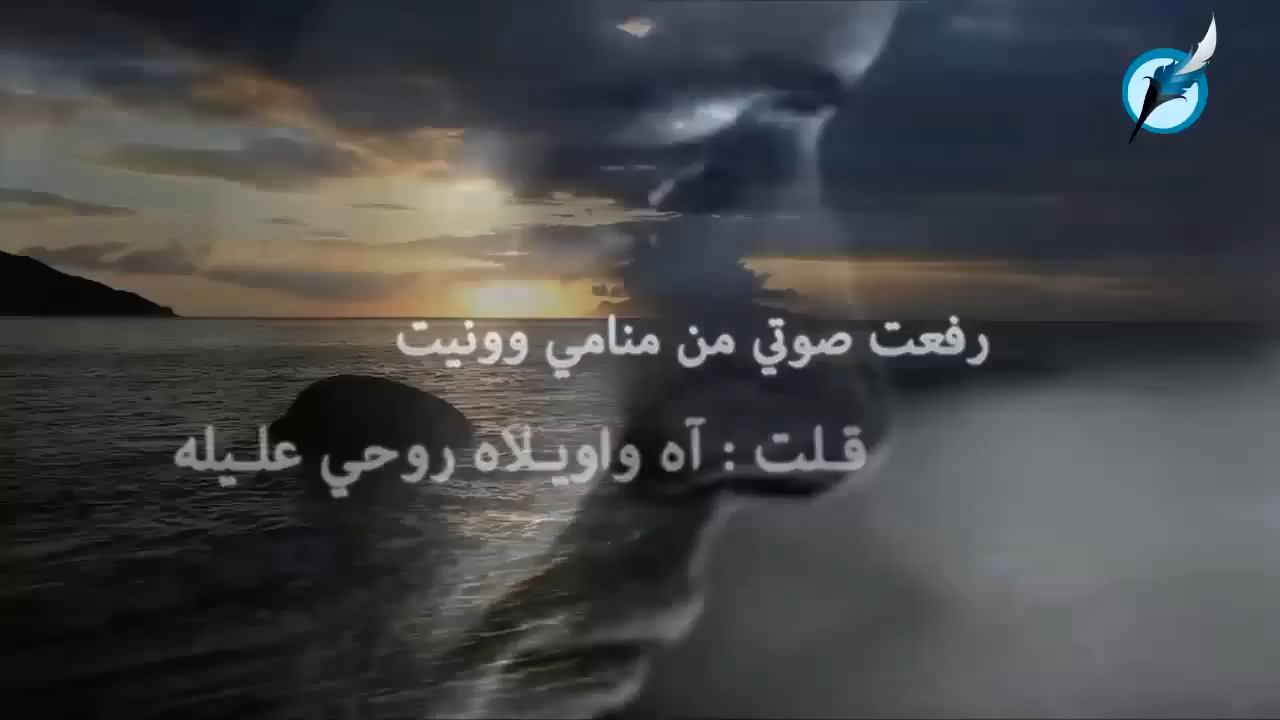 رفعت صوتي من منامي وونيت
قلت : آه واويلاه روحي عليله